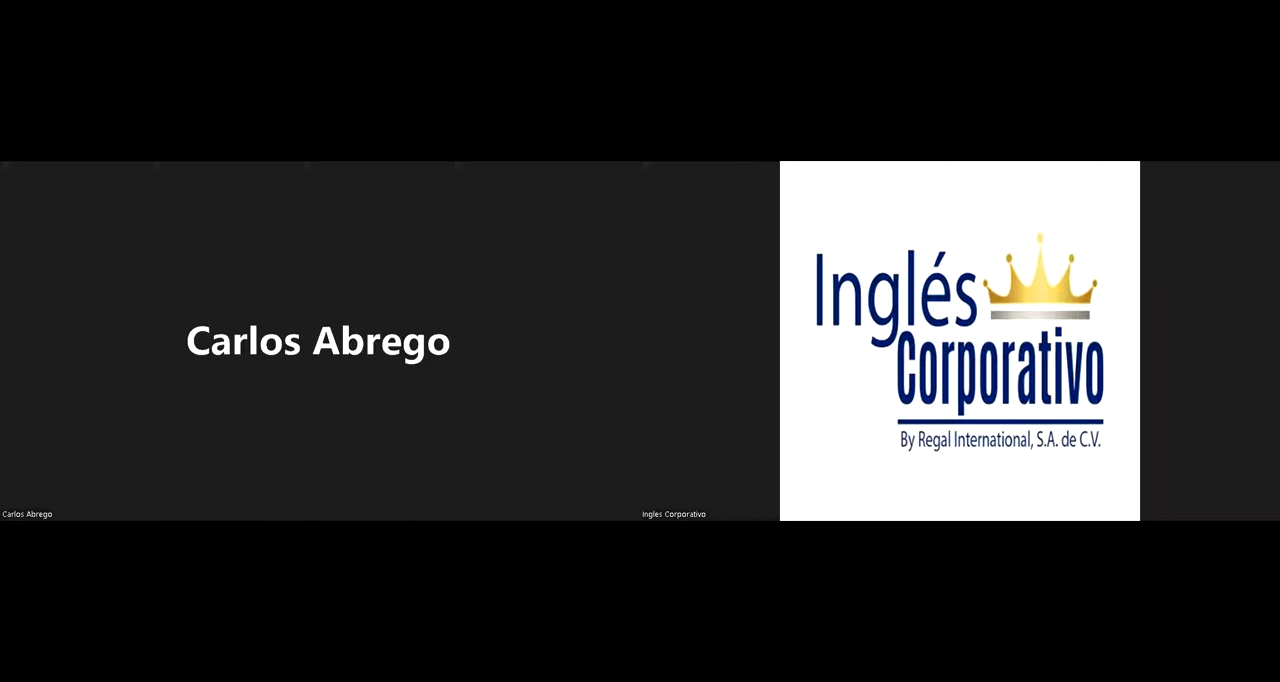 Carlos Abrego
Carlos Abrego
Inglés
Corporativo
By Regal International, S.A. de C.V.
Ingles Corporativo